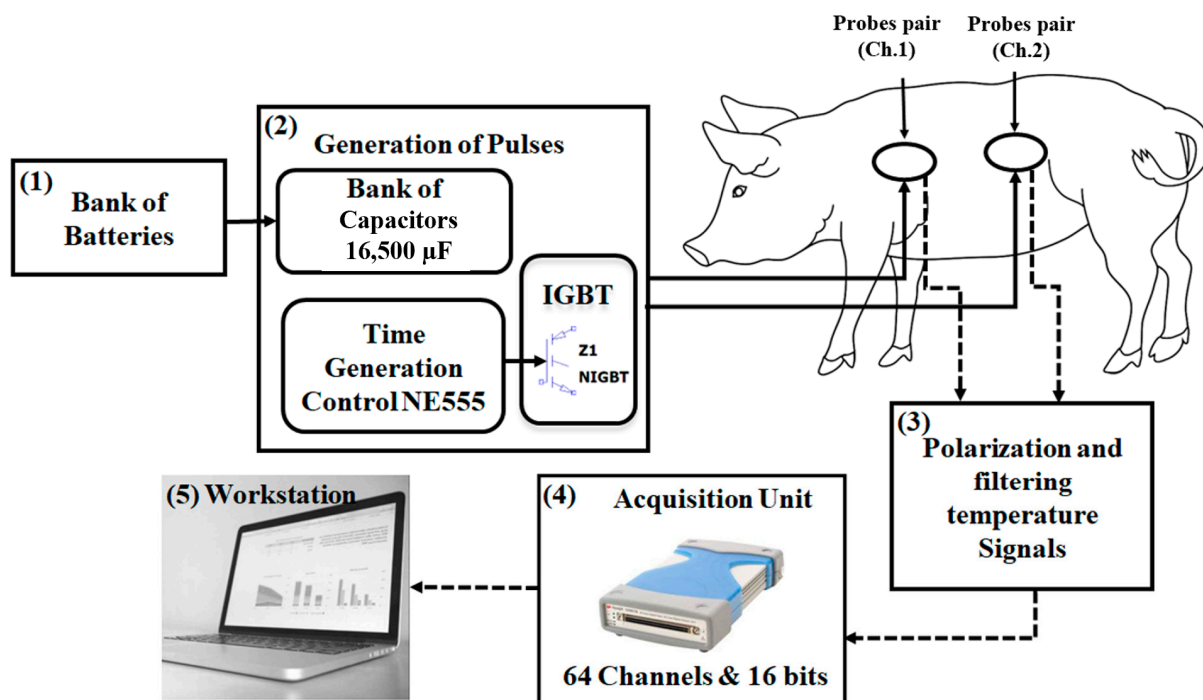 Probes pair
(Ch.1)
Probes pair
(Ch.2)
(1)
Bank of
Batteries
(2)
Generation of Pulses
Bank of
Capacitors
16,500 µF
Time
Generation
Control NE555
IGBT
Z1
NIGBT
(3)
Polarization and
filtering
temperature
Signals
(4)
Acquisition Unit
64 Channels & 16 bits
(5) Workstation